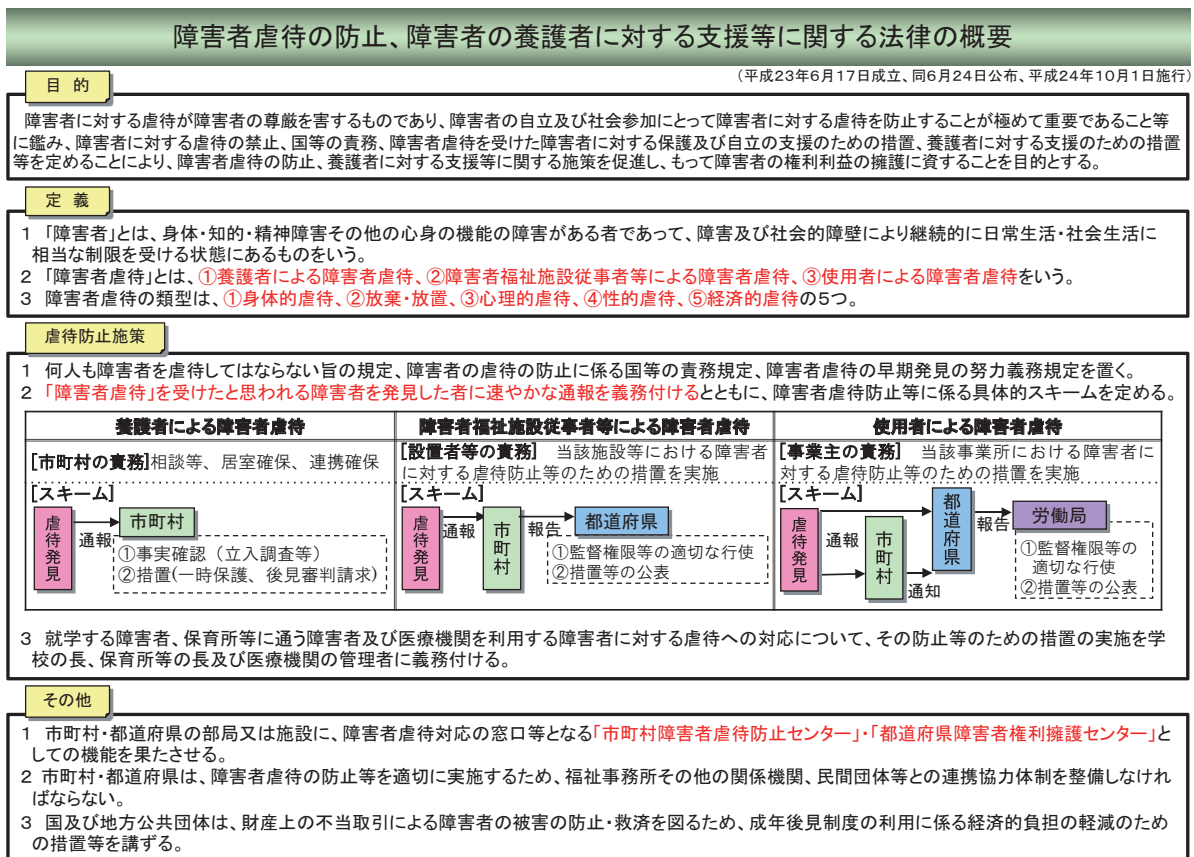 障害者虐待の防止、障害者の養護者に対する支援等に関する法律の概要
(平成23年6月17日成立、同6月24日公布、平成24年10月1日施行)
目 的
障害者に対する虐待が障害者の尊厳を害するものであり、障害者の自立及び社会参加にとって障害者に対する虐待を防止することが極めて重要であること等
に鑑み、障害者に対する虐待の禁止、国等の責務、障害者虐待を受けた障害者に対する保護及び自立の支援のための措置、養護者に対する支援のための措置
等を定めることにより、障害者虐待の防止、養護者に対する支援等に関する施策を促進し、もって障害者の権利利益の擁護に資することを目的とする。
定 義
1 「障害者」とは、身体・知的・精神障害その他の心身の機能の障害がある者であって、障害及び社会的障壁により継続的に日常生活・社会生活に
相当な制限を受ける状態にあるものをいう。
2 「障害者虐待」とは、①養護者による障害者虐待、②障害者福祉施設従事者等による障害者虐待、③使用者による障害者虐待をいう。
3 障害者虐待の類型は、①身体的虐待、②放棄・放置、③心理的虐待、④性的虐待、⑤経済的虐待の5つ。
虐待防止施策
1 何人も障害者を虐待してはならない旨の規定、障害者の虐待の防止に係る国等の責務規定、障害者虐待の早期発見の努力義務規定を置く。
2 「障害者虐待」を受けたと思われる障害者を発見した者に速やかな通報を義務付けるとともに、障害者虐待防止等に係る具体的スキームを定める。
養護者による障害者虐待
[市町村の責務]相談等、居室確保、連携確保
[スキーム]
虐待発見
通報
市町村
①事実確認(立入調査等)
②措置(一時保護、後見審判請求)
障害者福祉施設従事者等による障害者虐待
[設置者等の責務] 当該施設等における障害者
に対する虐待防止等のための措置を実施
[スキーム]
虐待発見
通報
市町村
報告
都道府県
①監督権限等の適切な行使
②措置等の公表
使用者による障害者虐待
[事業主の責務] 当該事業所における障害者に
対する虐待防止等のための措置を実施
[スキーム]
虐待発見
通報
市町村
通知
都道府県
報告
労働局
①監督権限等の
適切な行使
②措置等の公表
3 就学する障害者、保育所等に通う障害者及び医療機関を利用する障害者に対する虐待への対応について、その防止等のための措置の実施を学
校の長、保育所等の長及び医療機関の管理者に義務付ける。
その他
1 市町村・都道府県の部局又は施設に、障害者虐待対応の窓口等となる「市町村障害者虐待防止センター」・「都道府県障害者権利擁護センター」と
しての機能を果たさせる。
2 市町村・都道府県は、障害者虐待の防止等を適切に実施するため、福祉事務所その他の関係機関、民間団体等との連携協力体制を整備しなけれ
ばならない。
3 国及び地方公共団体は、財産上の不当取引による障害者の被害の防止・救済を図るため、成年後見制度の利用に係る経済的負担の軽減のため
の措置等を講ずる。